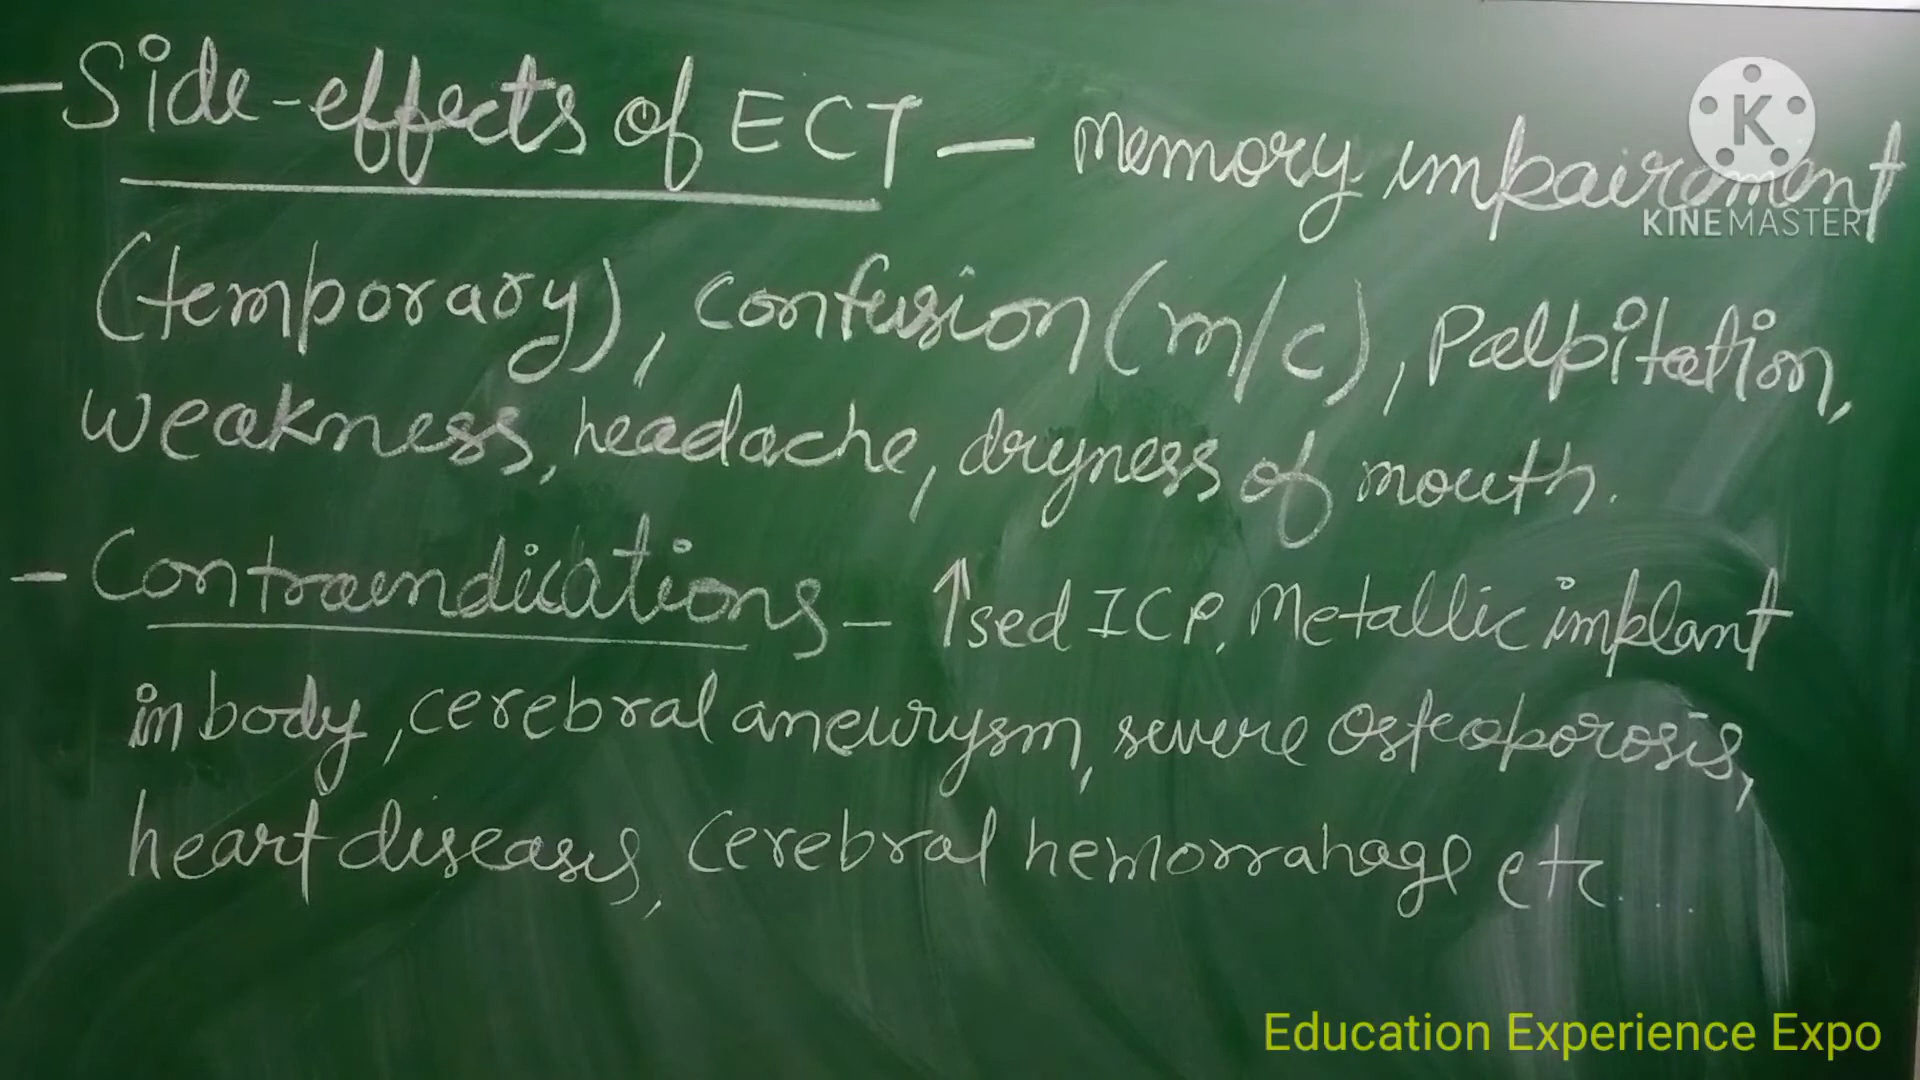 - Side-effects of ECT - Memory impairement
K
KINEMASTER
(temporary), Confusion (m/c), Palpitation,
weakness, headache, dryness of mouth.
- Contraindications - ↑sed ICP, Metallic implant
in body, cerebral aneurysm, severe Osteoporosis,
heart diseases, Cerebral hemorrahage etc....
Education Experience Expo